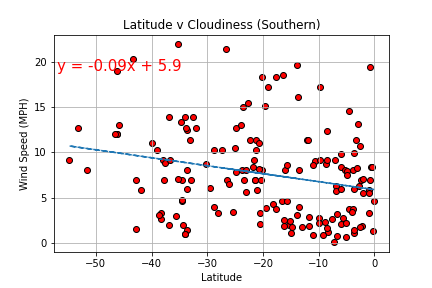 Latitude v Cloudiness (Southern)
y = -0.09x + 5.9
Wind Speed (MPH)
20
15
10
5
0
−50
−40
−30
−20
−10
0
Latitude